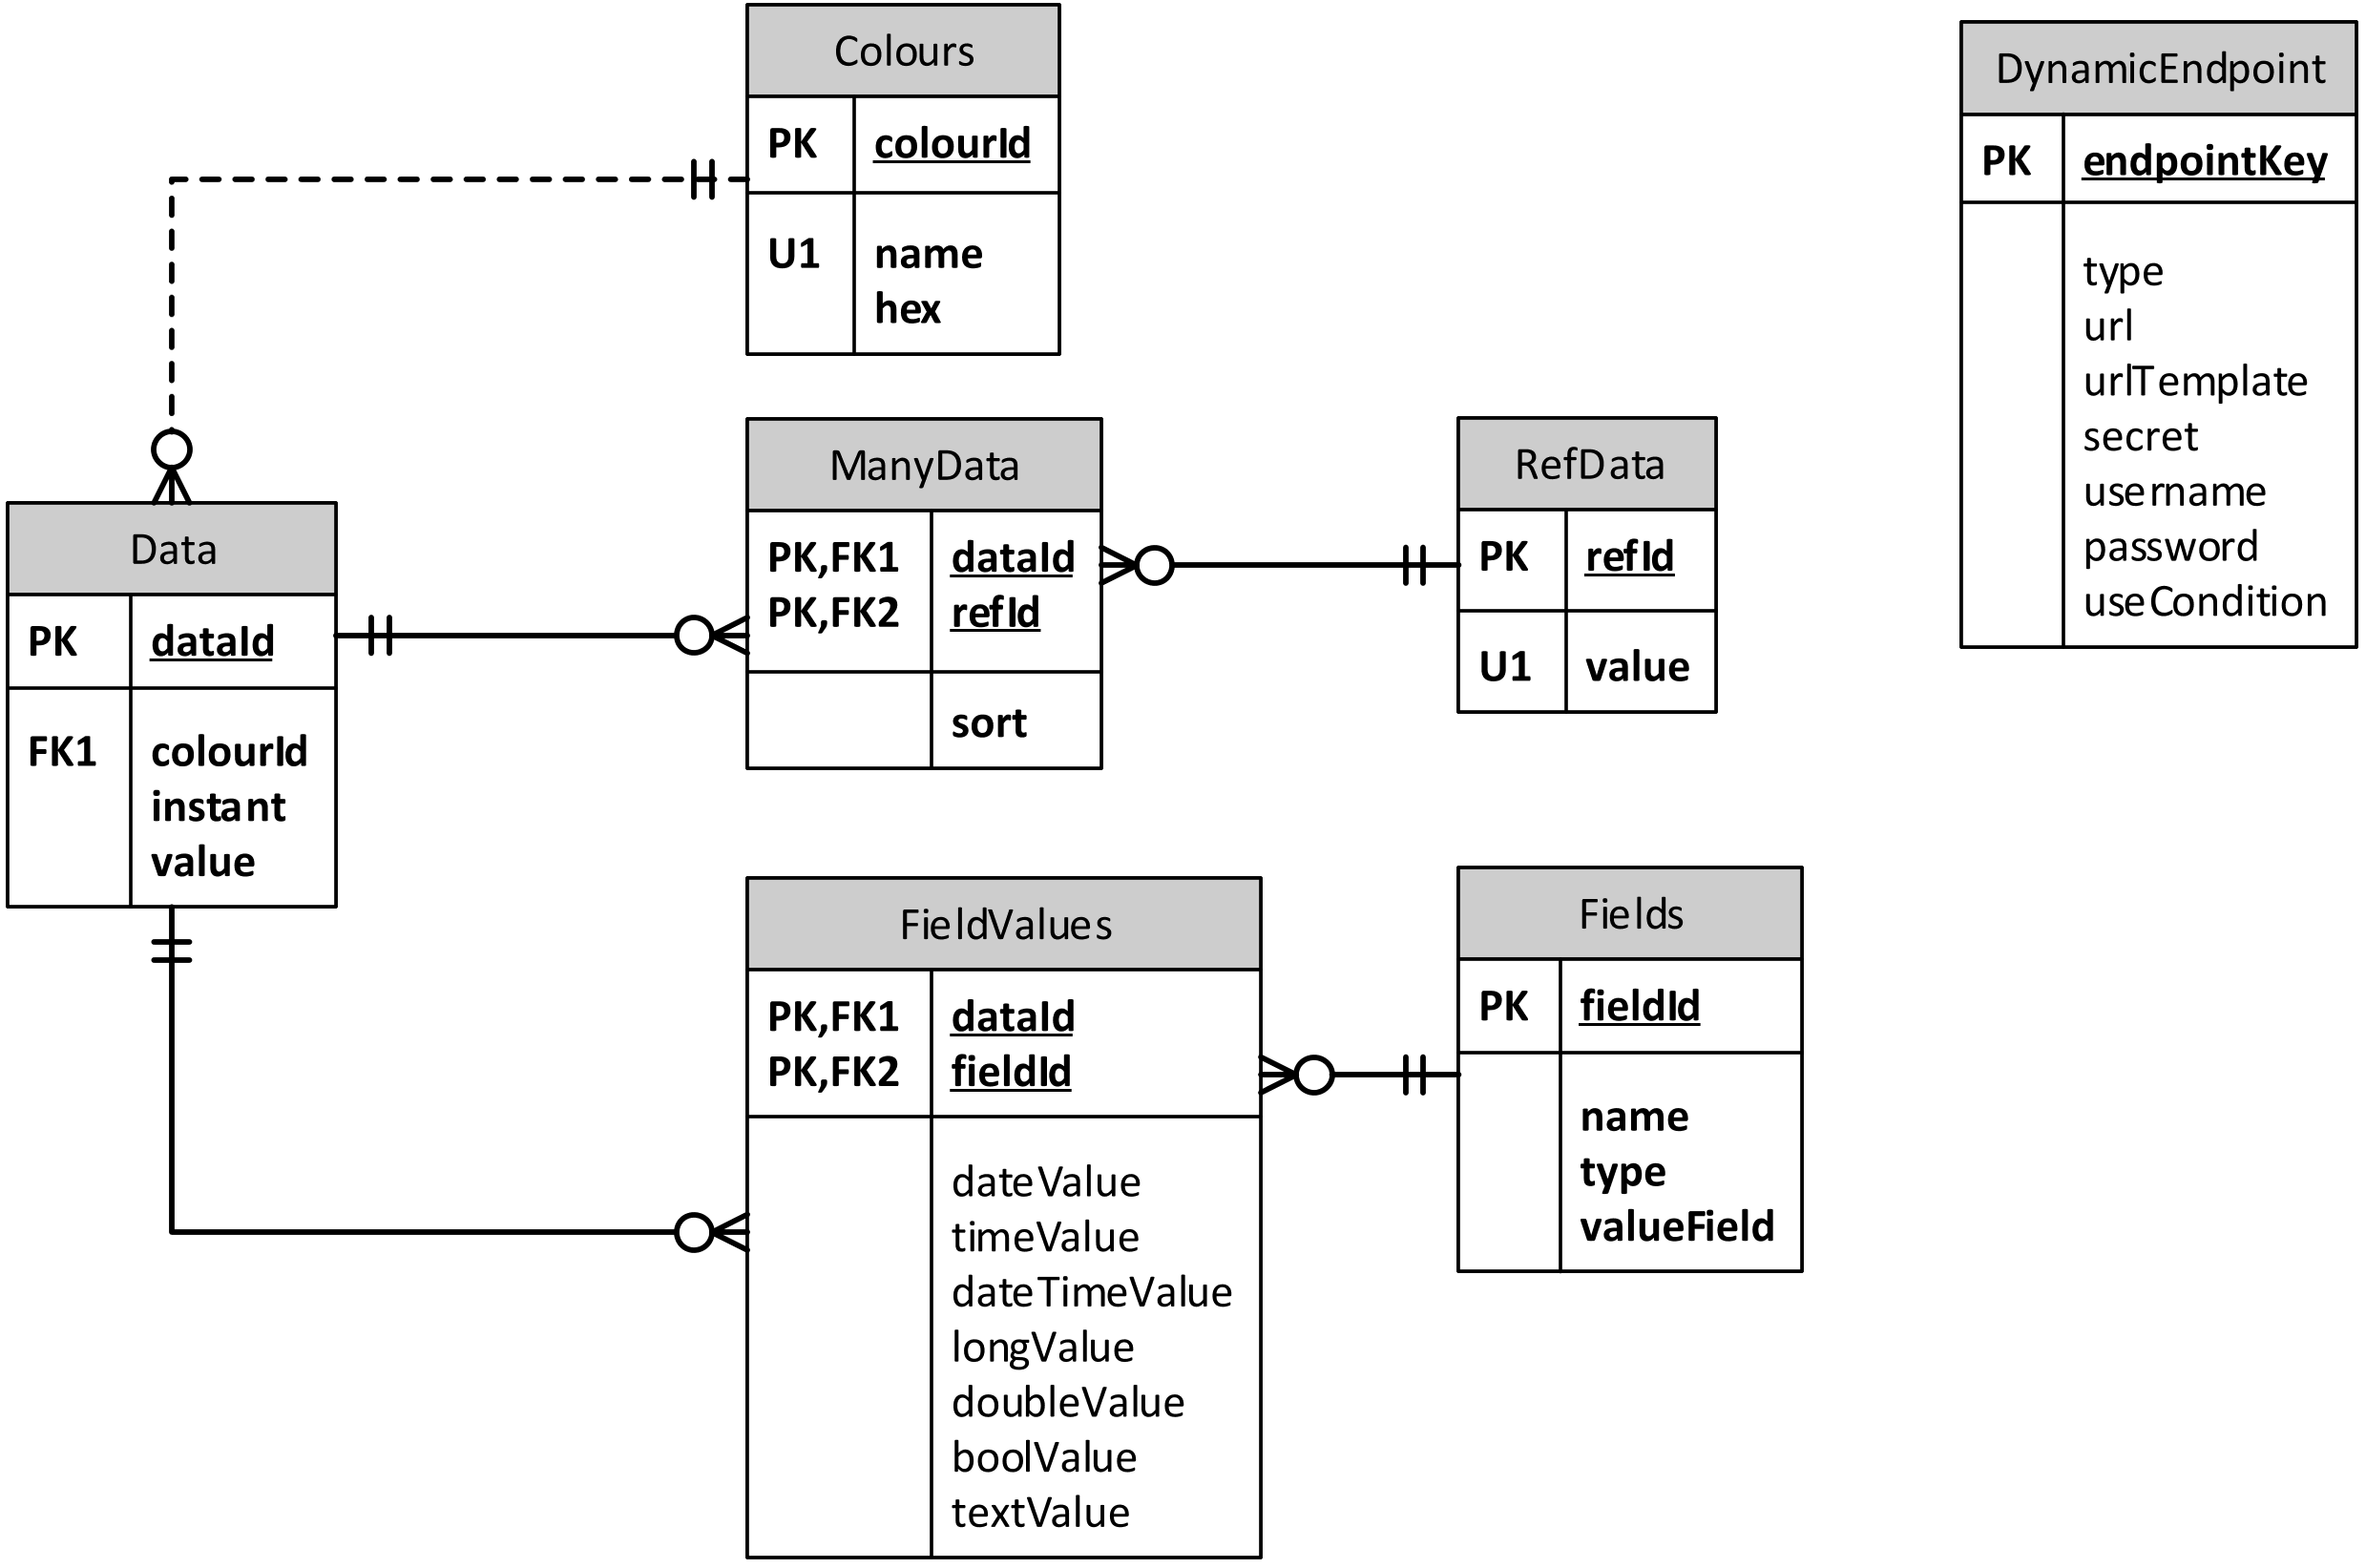 Colours
PK colourId
U1 name
hex
DynamicEndpoint
PK endpointKey
type
url
urlTemplate
secret
username
password
useCondition
ManyData
PK,FK1 dataId
PK,FK2 refId
sort
RefData
PK refId
U1 value
Data
PK dataId
FK1 colourId
instant
value
FieldValues
PK,FK1 dataId
PK,FK2 fieldId
dateValue
timeValue
dateTimeValue
longValue
doubleValue
boolValue
textValue
Fields
PK fieldId
name
type
valueField